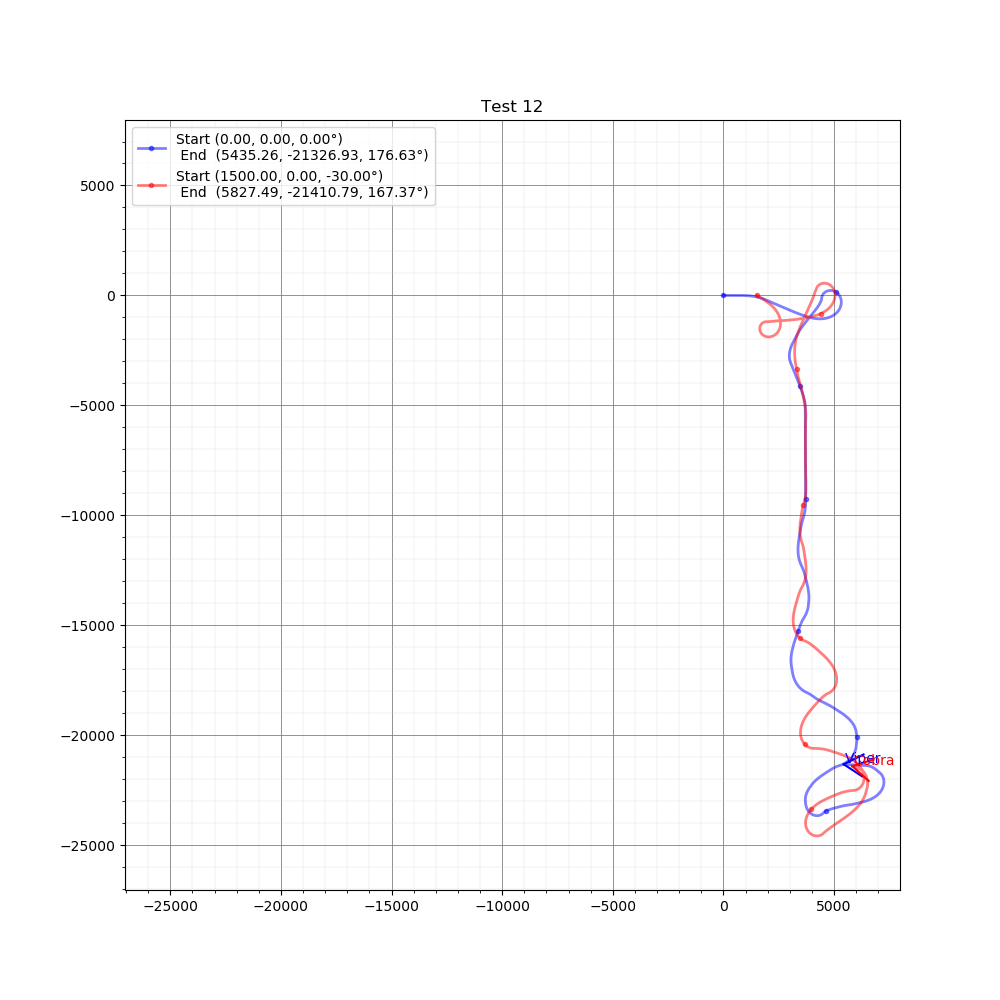 Test 12
Start (0.00, 0.00, 0.00°)
End (5435.26, -21326.93, 176.63°)
Start (1500.00, 0.00, -30.00°)
End (5827.49, -21410.79, 167.37°)
5000
0
−5000
−10000
−15000
−20000
−25000
Viper
−25000 −20000 −15000 −10000 −5000 0 5000